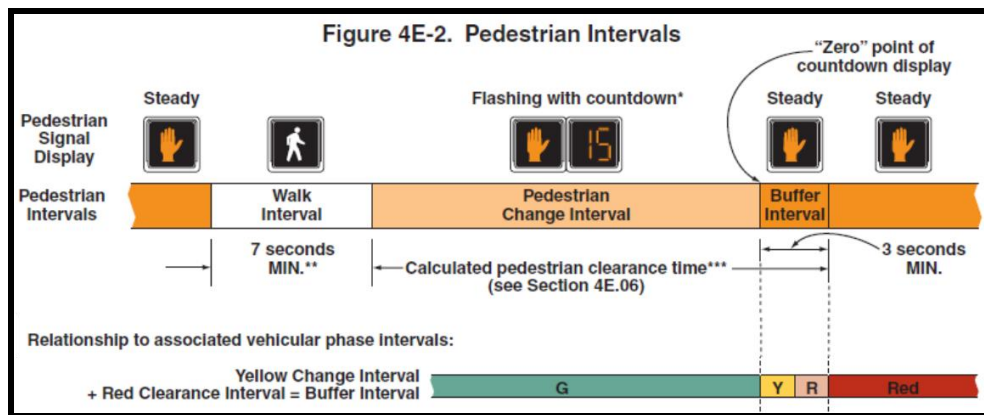 Figure 4E-2. Pedestrian Intervals
"Zero" point of
countdown display
Steady
Flashing with countdown*
Steady
Steady
Pedestrian
Signal
Display
15
Pedestrian
Intervals
Walk
Interval
Pedestrian
Change Interval
Buffer
Interval
7 seconds
MIN.**
Calculated pedestrian clearance time***
(see Section 4E.06)
3 seconds
MIN.
Relationship to associated vehicular phase intervals:
Yellow Change Interval
+ Red Clearance Interval = Buffer Interval
G
Y
R
Red